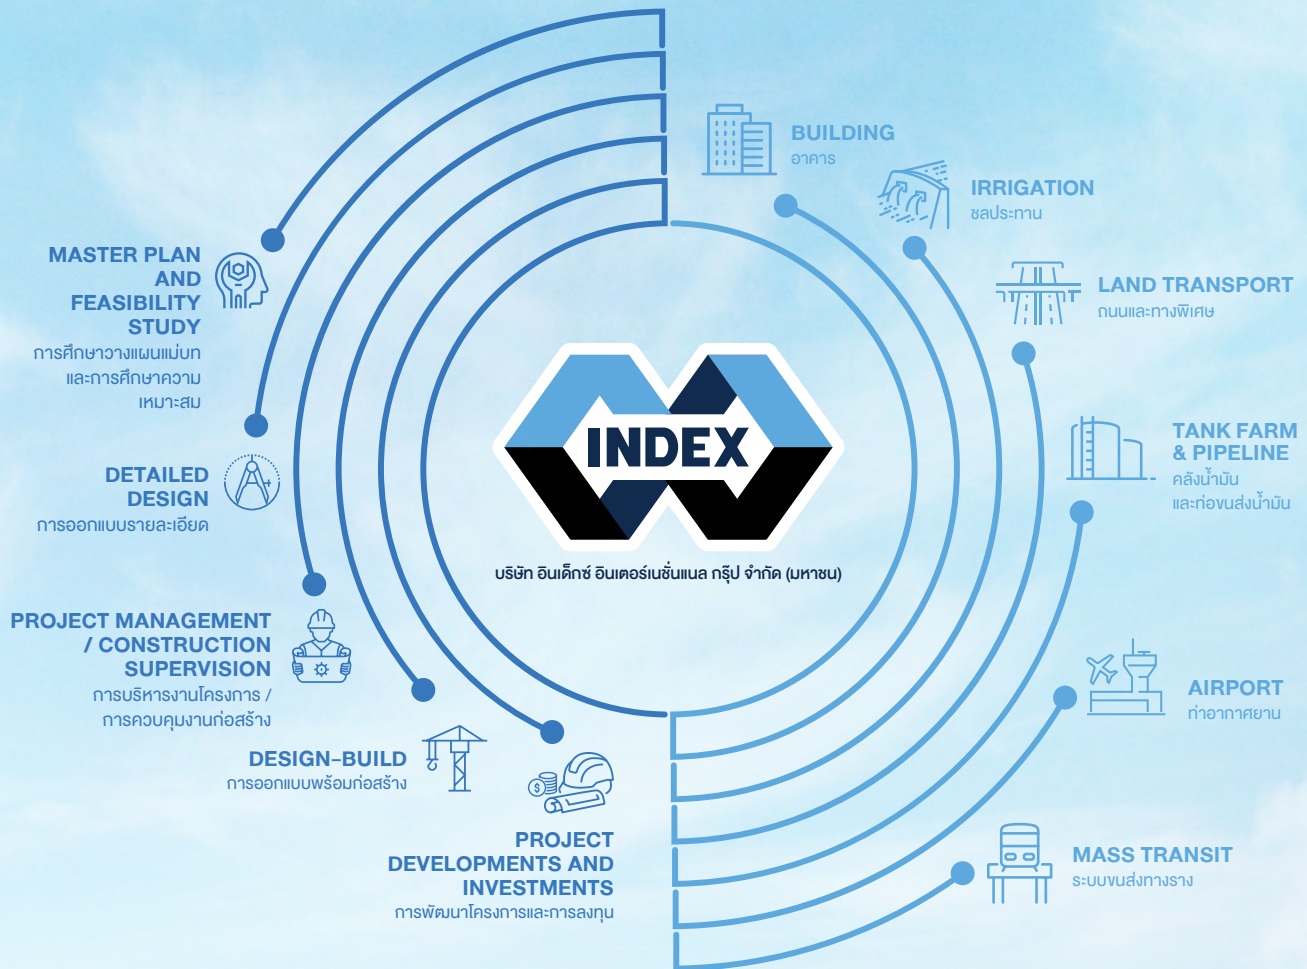 MASTER PLAN
AND
FEASIBILITY
STUDY
การศึกษาวางแผนแม่บท
และการศึกษาความ
เหมาะสม
DETAILED
DESIGN
การออกแบบรายละเอียด
PROJECT MANAGEMENT
/ CONSTRUCTION
SUPERVISION
การบริหารงานโครงการ /
การควบคุมงานก่อสร้าง
DESIGN-BUILD
การออกแบบพร้อมก่อสร้าง
PROJECT
DEVELOPMENTS AND
INVESTMENTS
การพัฒนาโครงการและการลงทุน
INDEX
บริษัท อินเด็กซ์ อินเตอร์เนชั่นแนล กรุ๊ป จำกัด (มหาชน)
BUILDING
อาคาร
IRRIGATION
ชลประทาน
LAND TRANSPORT
ถนนและทางพิเศษ
TANK FARM
& PIPELINE
คลังน้ำมัน
และท่อขนส่งน้ำมัน
AIRPORT
ท่าอากาศยาน
MASS TRANSIT
ระบบขนส่งทางราง